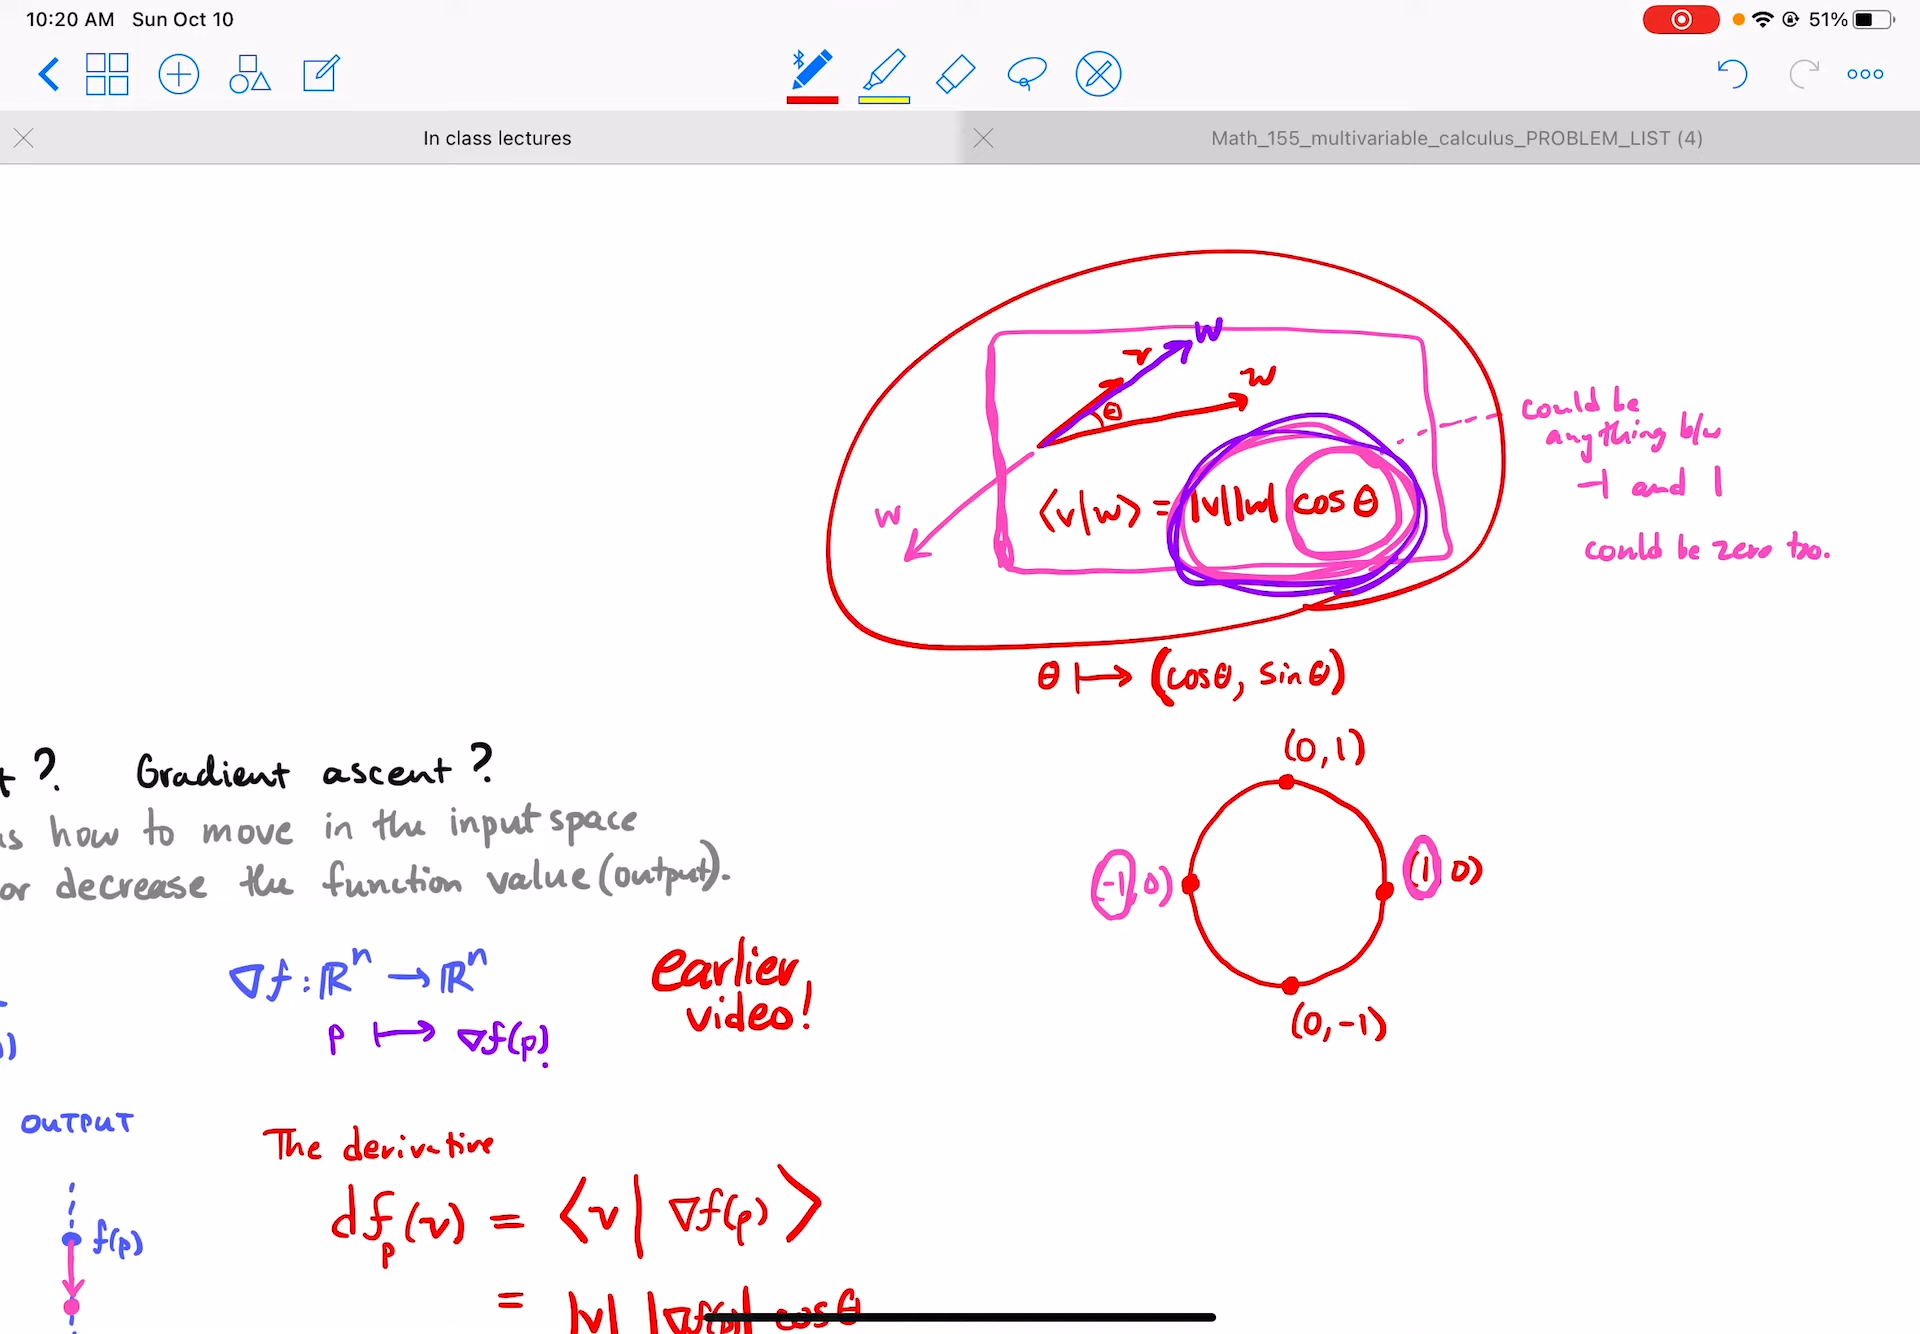 10:20 AM Sun Oct 10
51%
In class lectures
Math_155_multivariable_calculus_PROBLEM_LIST (4)
w
v
w
θ
could be
anything b/w
-1 and 1
could be zero too.
w
⟨v|w⟩ = |v||w| cos θ
θ ↦ (cosθ, sinθ)
(0,1)
(-1,0)
(1,0)
(0,-1)
? Gradient ascent ?
how to move in the input space
or decrease the function value (output).
∇f : ℝⁿ → ℝⁿ
p ↦ ∇f(p)
earlier
video!
OUTPUT
f(p)
The derivative
df_p(v) = ⟨v| ∇f(p)⟩
= |v| |∇f(p)| cos θ